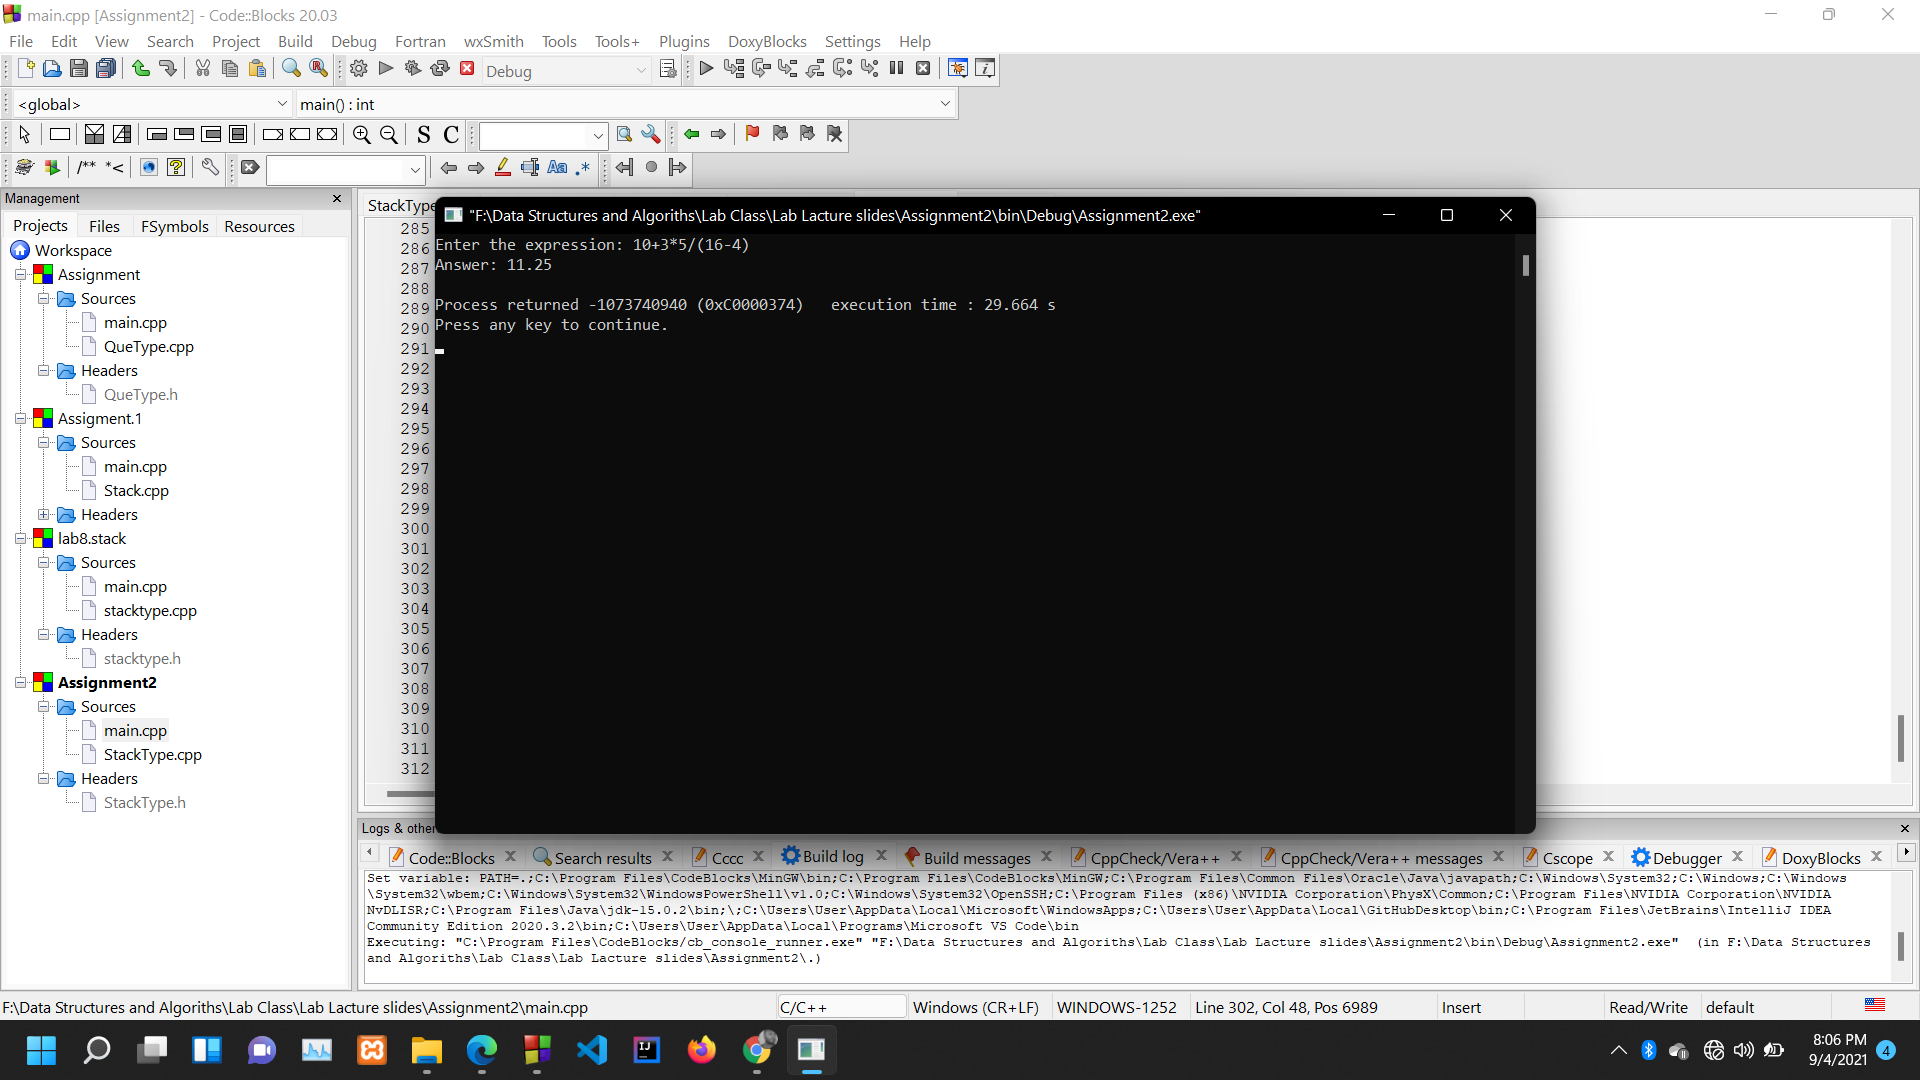 main.cpp [Assignment2] - Code::Blocks 20.03
File Edit View Search Project Build Debug Fortran wxSmith Tools Tools+ Plugins DoxyBlocks Settings Help
Debug
<global> main() : int
S C
/** *<
Aa .*
Management
Projects Files FSymbols Resources
Workspace
Assignment
Sources
main.cpp
QueType.cpp
Headers
QueType.h
Assigment.1
Sources
main.cpp
Stack.cpp
Headers
lab8.stack
Sources
main.cpp
stacktype.cpp
Headers
stacktype.h
Assignment2
Sources
main.cpp
StackType.cpp
Headers
StackType.h
StackType
285
286
287
288
289
290
291
292
293
294
295
296
297
298
299
300
301
302
303
304
305
306
307
308
309
310
311
312
"F:\Data Structures and Algoriths\Lab Class\Lab Lacture slides\Assignment2\bin\Debug\Assignment2.exe"
Enter the expression: 10+3*5/(16-4)
Answer: 11.25
Process returned -1073740940 (0xC0000374) execution time : 29.664 s
Press any key to continue.
Logs & other
Code::Blocks Search results Cccc Build log Build messages CppCheck/Vera++ CppCheck/Vera++ messages Cscope Debugger DoxyBlocks
Set variable: PATH=.;C:\Program Files\CodeBlocks\MinGW\bin;C:\Program Files\CodeBlocks\MinGW;C:\Program Files\Common Files\Oracle\Java\javapath;C:\Windows\System32;C:\Windows;C:\Windows
\System32\wbem;C:\Windows\System32\WindowsPowerShell\v1.0;C:\Windows\System32\OpenSSH;C:\Program Files (x86)\NVIDIA Corporation\PhysX\Common;C:\Program Files\NVIDIA Corporation\NVIDIA
NvDLISR;C:\Program Files\Java\jdk-15.0.2\bin;\;C:\Users\User\AppData\Local\Microsoft\WindowsApps;C:\Users\User\AppData\Local\GitHubDesktop\bin;C:\Program Files\JetBrains\IntelliJ IDEA
Community Edition 2020.3.2\bin;C:\Users\User\AppData\Local\Programs\Microsoft VS Code\bin
Executing: "C:\Program Files\CodeBlocks/cb_console_runner.exe" "F:\Data Structures and Algoriths\Lab Class\Lab Lacture slides\Assignment2\bin\Debug\Assignment2.exe" (in F:\Data Structures
and Algoriths\Lab Class\Lab Lacture slides\Assignment2\.)
F:\Data Structures and Algoriths\Lab Class\Lab Lacture slides\Assignment2\main.cpp C/C++ Windows (CR+LF) WINDOWS-1252 Line 302, Col 48, Pos 6989 Insert Read/Write default
8:06 PM
9/4/2021
4